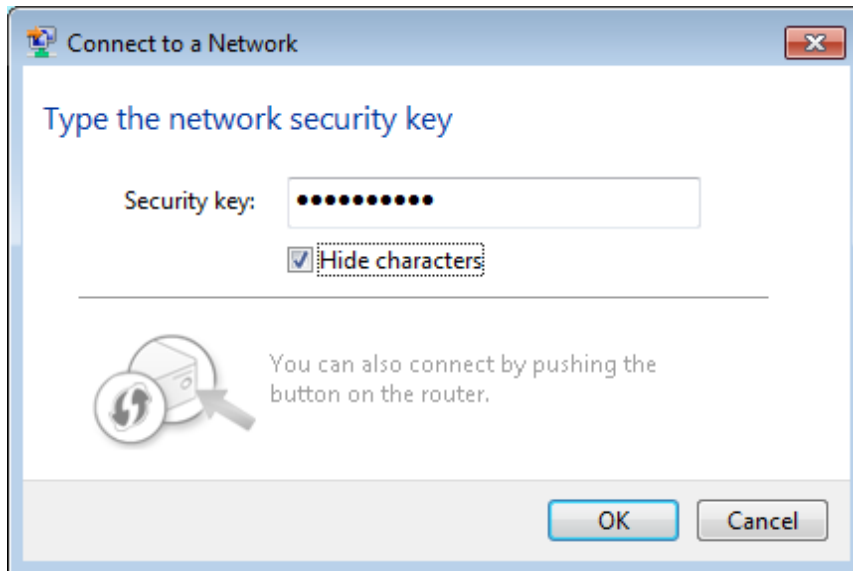 Connect to a Network
Type the network security key
Security key: ••••••••••
Hide characters
You can also connect by pushing the
button on the router.
OK Cancel